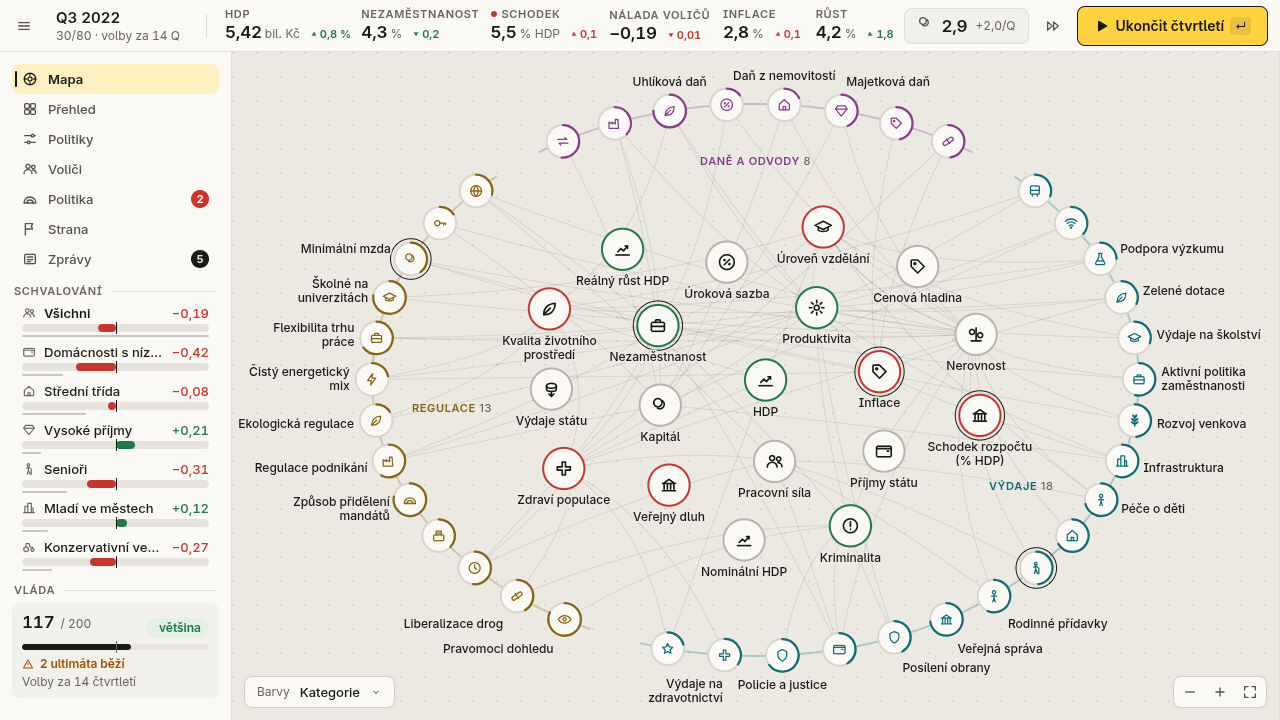 Q3 2022
30/80 · volby za 14 Q
HDP
5,42 bil. Kč
0,8 %
NEZAMĚSTNANOST
4,3 %
0,2
SCHODEK
5,5 % HDP
0,1
NÁLADA VOLIČŮ
−0,19
0,01
INFLACE
2,8 %
0,1
RŮST
4,2 %
1,8
2,9 +2,0/Q
Ukončit čtvrtletí
Mapa
Přehled
Politiky
Voliči
Politika 2
Strana
Zprávy 5
SCHVALOVÁNÍ
Všichni −0,19
Domácnosti s níz… −0,42
Střední třída −0,08
Vysoké příjmy +0,21
Senioři −0,31
Mladí ve městech +0,12
Konzervativní ve… −0,27
VLÁDA
117 / 200
většina
2 ultimáta běží
Volby za 14 čtvrtletí
Uhlíková daň
Daň z nemovitostí
Majetková daň
DANĚ A ODVODY 8
Minimální mzda
Školné na
univerzitách
Flexibilita trhu
práce
Čistý energetický
mix
Ekologická regulace
Regulace podnikání
Způsob přidělení
mandátů
Liberalizace drog
Pravomoci dohledu
REGULACE 13
Reálný růst HDP
Úroková sazba
Úroveň vzdělání
Cenová hladina
Kvalita životního
prostředí
Nezaměstnanost
Produktivita
Nerovnost
Výdaje státu
Kapitál
HDP
Inflace
Schodek rozpočtu
(% HDP)
Zdraví populace
Veřejný dluh
Pracovní síla
Příjmy státu
Nominální HDP
Kriminalita
VÝDAJE 18
Podpora výzkumu
Zelené dotace
Výdaje na školství
Aktivní politika
zaměstnanosti
Rozvoj venkova
Infrastruktura
Péče o děti
Rodinné přídavky
Veřejná správa
Posílení obrany
Policie a justice
Výdaje na
zdravotnictví
Barvy Kategorie